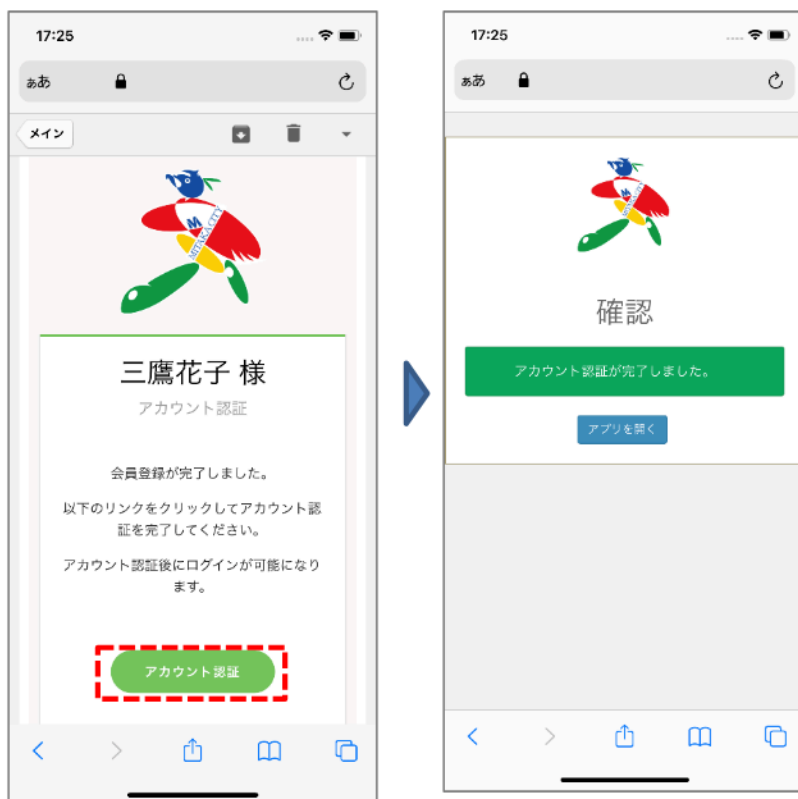 17:25
ぁあ
メイン
M
MITAKA CITY
三鷹花子 様
アカウント認証
会員登録が完了しました。
以下のリンクをクリックしてアカウント認
証を完了してください。
アカウント認証後にログインが可能になり
ます。
アカウント認証
17:25
ぁあ
M
MITAKA CITY
確認
アカウント認証が完了しました。
アプリを開く